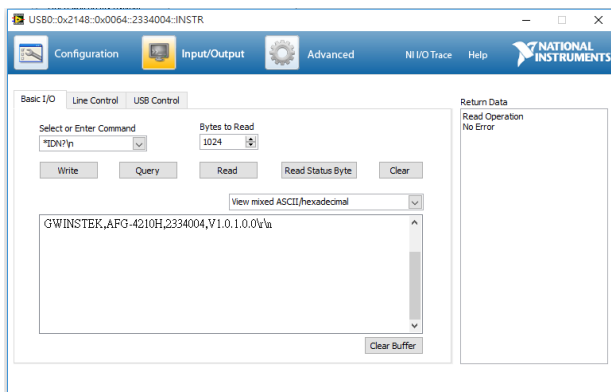 USB0::0x2148::0x0064::2334004::INSTR
Configuration
Input/Output
Advanced
NI I/O Trace
Help
NATIONAL
INSTRUMENTS
Basic I/O
Line Control
USB Control
Return Data
Read Operation
No Error
Select or Enter Command
Bytes to Read
*IDN?\n
1024
Write
Query
Read
Read Status Byte
Clear
View mixed ASCII/hexadecimal
GWINSTEK,AFG-4210H,2334004,V1.0.1.0.0\r\n
Clear Buffer